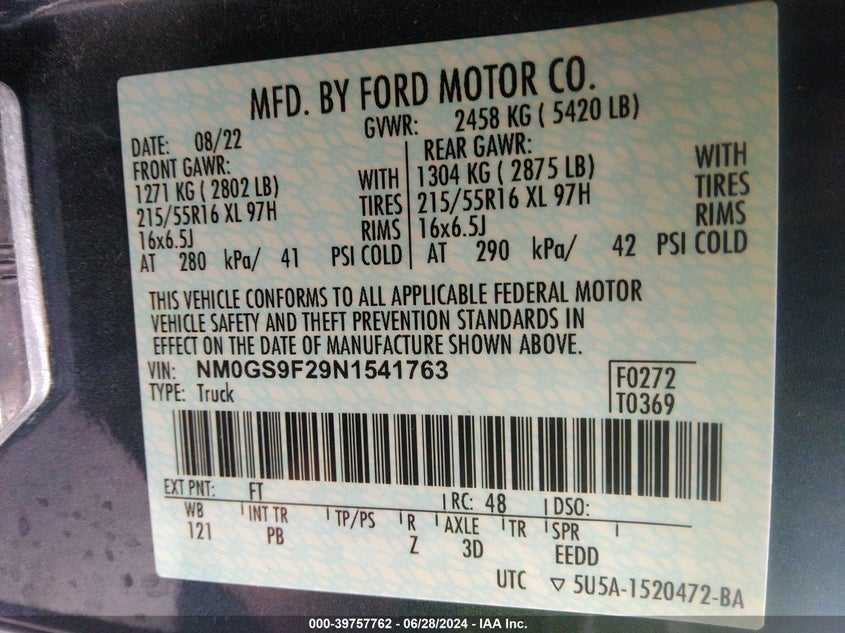 MFD. BY FORD MOTOR CO.
DATE: 08/22 GVWR: 2458 KG ( 5420 LB)
FRONT GAWR: REAR GAWR:
1271 KG ( 2802 LB) WITH 1304 KG ( 2875 LB) WITH
215/55R16 XL 97H TIRES 215/55R16 XL 97H TIRES
16x6.5J RIMS 16x6.5J RIMS
AT 280 kPa/ 41 PSI COLD AT 290 kPa/ 42 PSI COLD
THIS VEHICLE CONFORMS TO ALL APPLICABLE FEDERAL MOTOR
VEHICLE SAFETY AND THEFT PREVENTION STANDARDS IN
EFFECT ON THE DATE OF MANUFACTURE SHOWN ABOVE.
VIN: NM0GS9F29N1541763 F0272
TYPE: Truck T0369
EXT PNT: FT RC: 48 DSO:
WB INT TR TP/PS R AXLE TR SPR
121 PB Z 3D EEDD
UTC ▽ 5U5A-1520472-BA
000-39757762 / 06/28/2024 - IAA Inc.